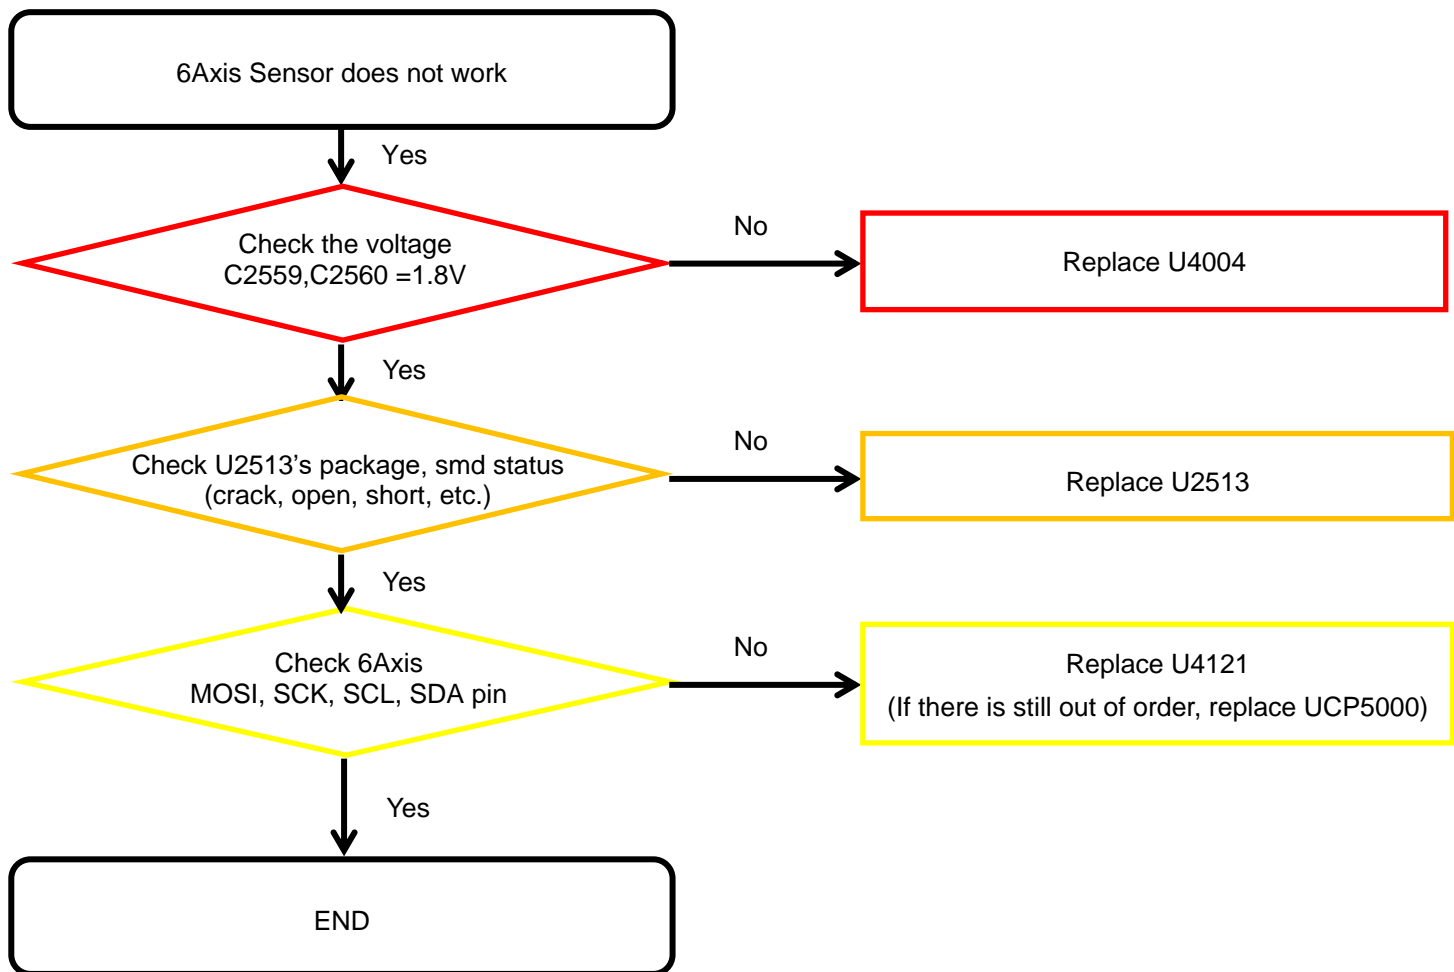 6Axis Sensor does not work
Yes
Check the voltage
C2559,C2560 =1.8V
No
Replace U4004
Yes
Check U2513’s package, smd status
(crack, open, short, etc.)
No
Replace U2513
Yes
Check 6Axis
MOSI, SCK, SCL, SDA pin
No
Replace U4121
(If there is still out of order, replace UCP5000)
Yes
END